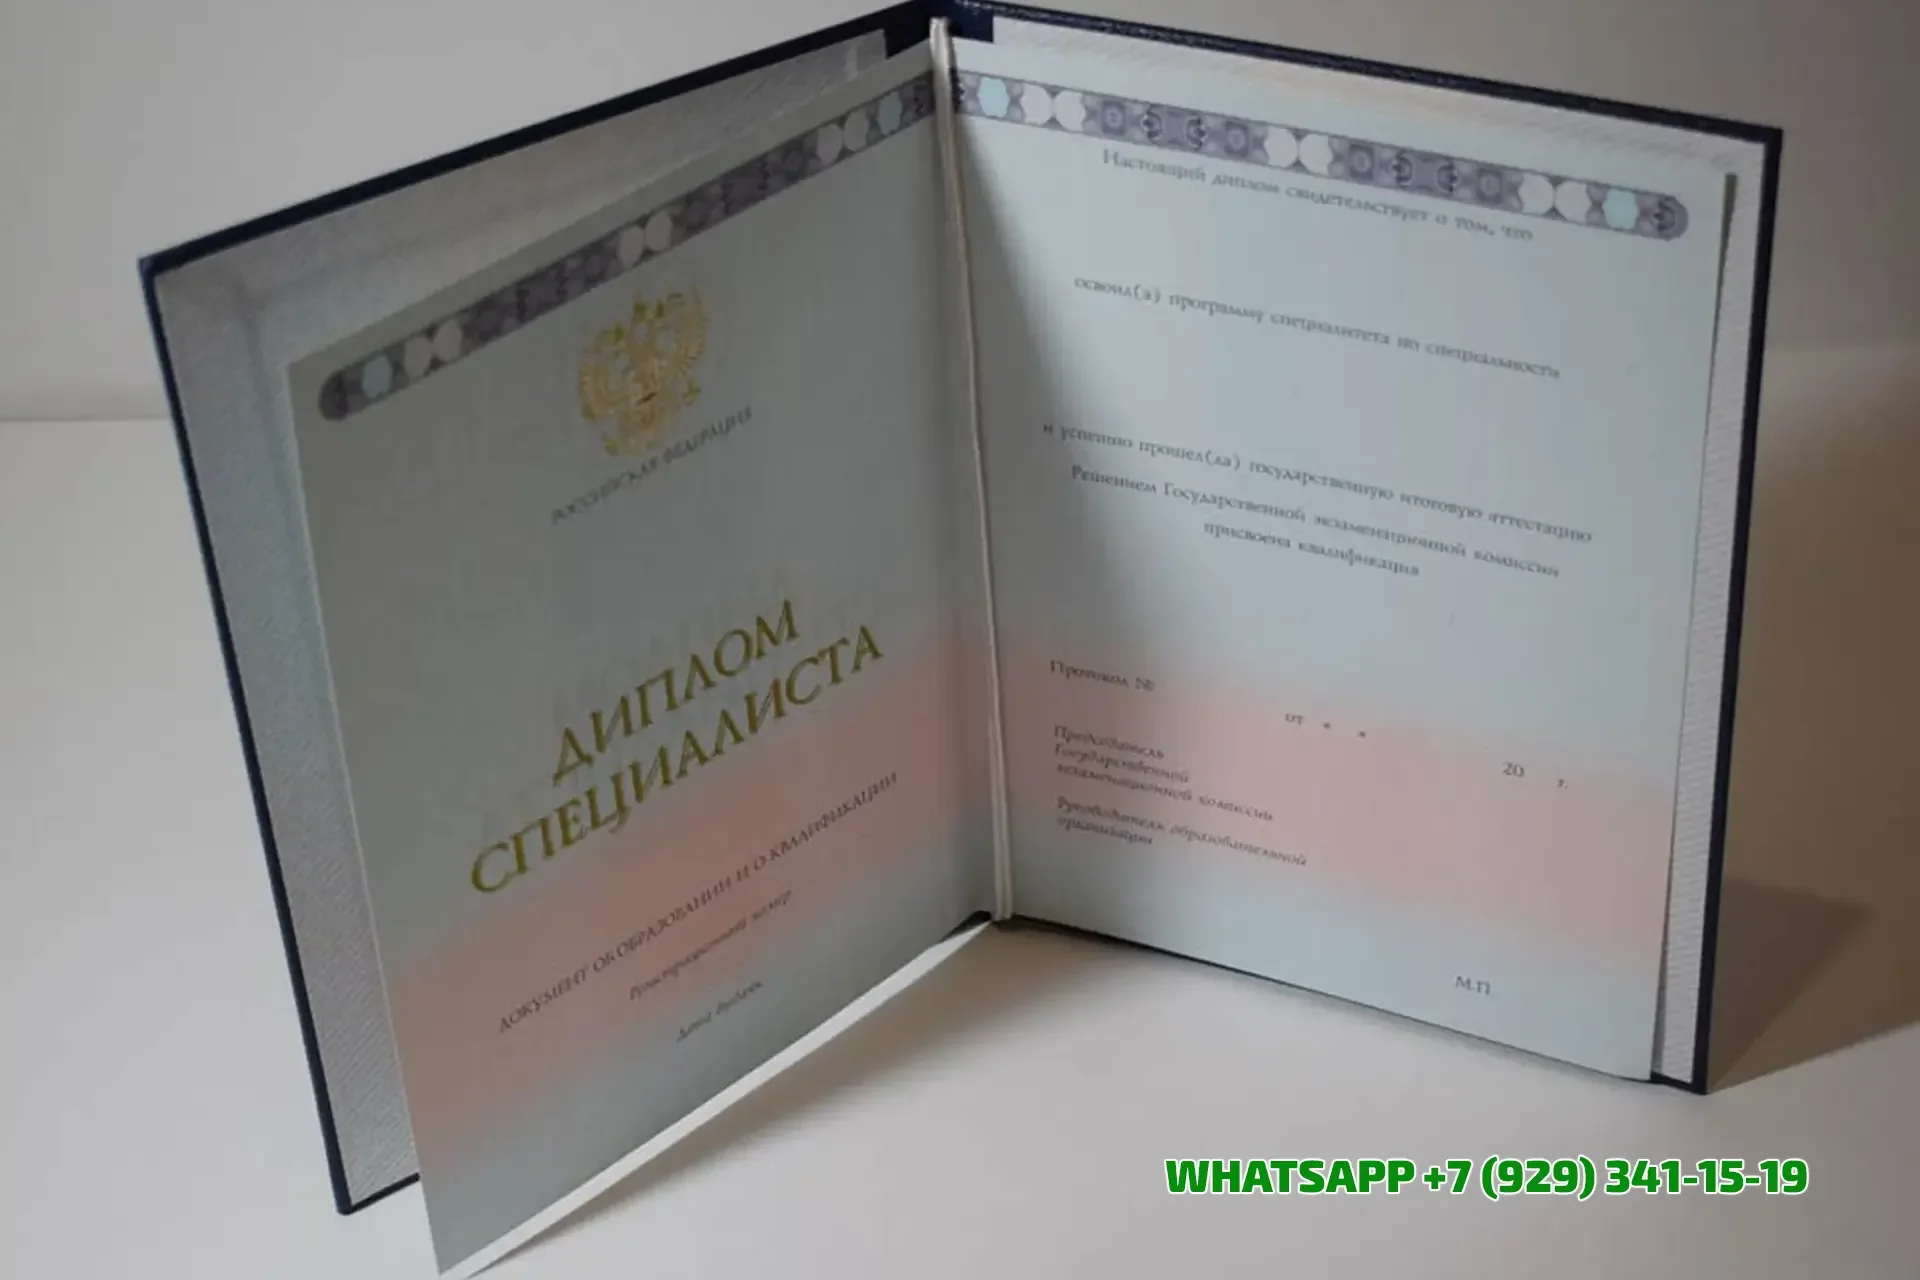 РОССИЙСКАЯ ФЕДЕРАЦИЯ
ДИПЛОМ
СПЕЦИАЛИСТА
ДОКУМЕНТ ОБ ОБРАЗОВАНИИ И О КВАЛИФИКАЦИИ
Регистрационный номер
Дата выдачи
Настоящий диплом свидетельствует о том, что
освоил(а) программу специалитета по специальности
и успешно прошел(ла) государственную итоговую аттестацию
Решением Государственной экзаменационной комиссии
присвоена квалификация
Протокол №
от « »
20 г.
Председатель
Государственной
экзаменационной комиссии
Руководитель образовательной
организации
М.П.
WHATSAPP +7 (929) 341-15-19